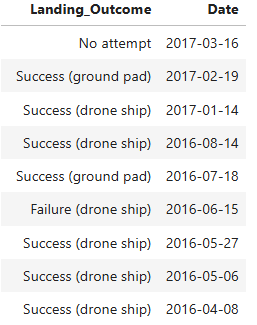 Landing_Outcome Date
No attempt 2017-03-16
Success (ground pad) 2017-02-19
Success (drone ship) 2017-01-14
Success (drone ship) 2016-08-14
Success (ground pad) 2016-07-18
Failure (drone ship) 2016-06-15
Success (drone ship) 2016-05-27
Success (drone ship) 2016-05-06
Success (drone ship) 2016-04-08